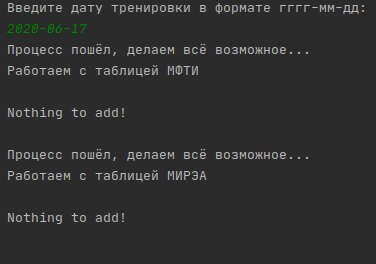 Введите дату тренировки в формате гггг-мм-дд:
2020-06-17
Процесс пошёл, делаем всё возможное...
Работаем с таблицей МФТИ
Nothing to add!
Процесс пошёл, делаем всё возможное...
Работаем с таблицей МИРЭА
Nothing to add!